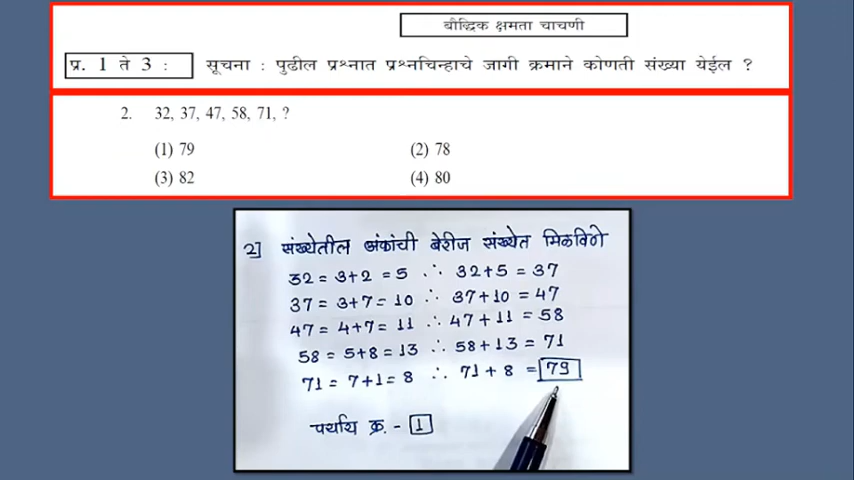 बौद्धिक क्षमता चाचणी
प्र. 1 ते 3 : सूचना : पुढील प्रश्नात प्रश्नचिन्हाचे जागी क्रमाने कोणती संख्या येईल ?
2. 32, 37, 47, 58, 71, ?
(1) 79 (2) 78
(3) 82 (4) 80
२] संख्येतील अंकांची बेरीज संख्येत मिळविणे
32 = 3+2 = 5 ∴ 32+5 = 37
37 = 3+7 = 10 ∴ 37+10 = 47
47 = 4+7 = 11 ∴ 47+11 = 58
58 = 5+8 = 13 ∴ 58+13 = 71
71 = 7+1 = 8 ∴ 71+8 = 79
पर्याय क्र. - 1